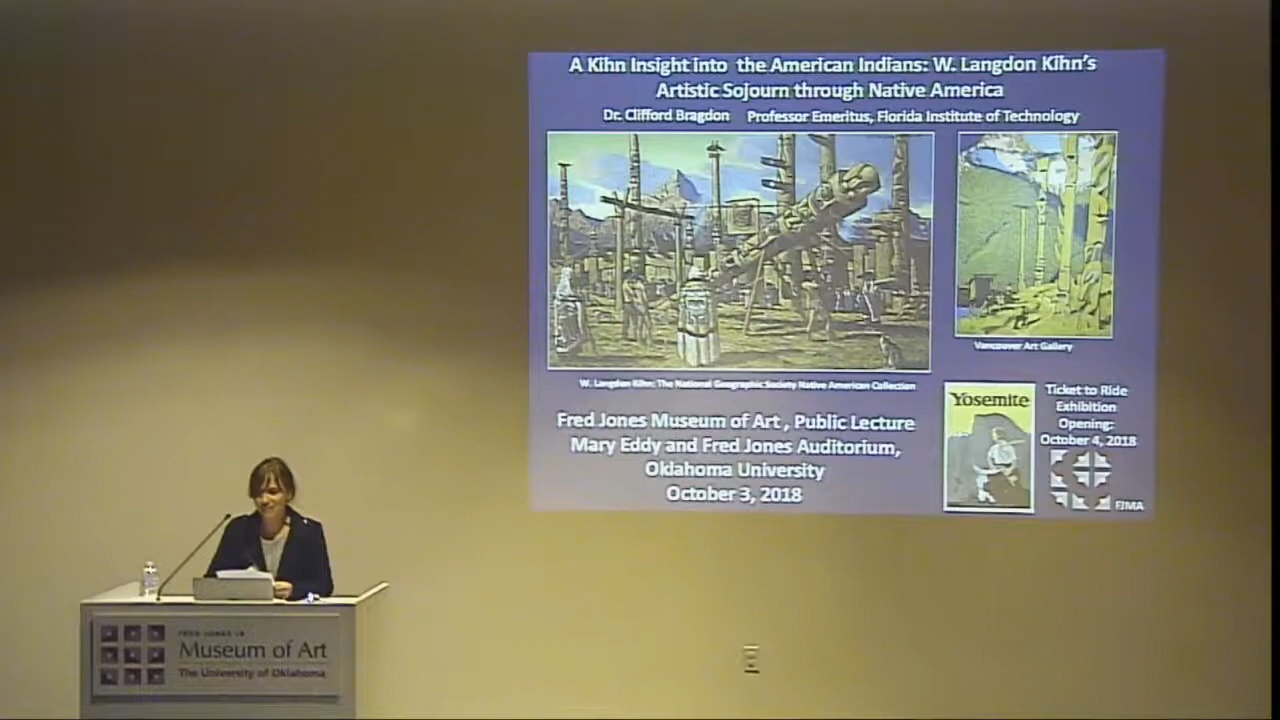 A Kihn Insight into the American Indians: W. Langdon Kihn's
Artistic Sojourn through Native America
Dr. Clifford Bragdon Professor Emeritus, Florida Institute of Technology
Vancouver Art Gallery
W. Langdon Kihn: The National Geographic Society Native American Collection
Yosemite
Ticket to Ride
Exhibition
Opening:
October 4, 2018
FJMA
Fred Jones Museum of Art , Public Lecture
Mary Eddy and Fred Jones Auditorium,
Oklahoma University
October 3, 2018
FRED JONES JR
Museum of Art
The University of Oklahoma